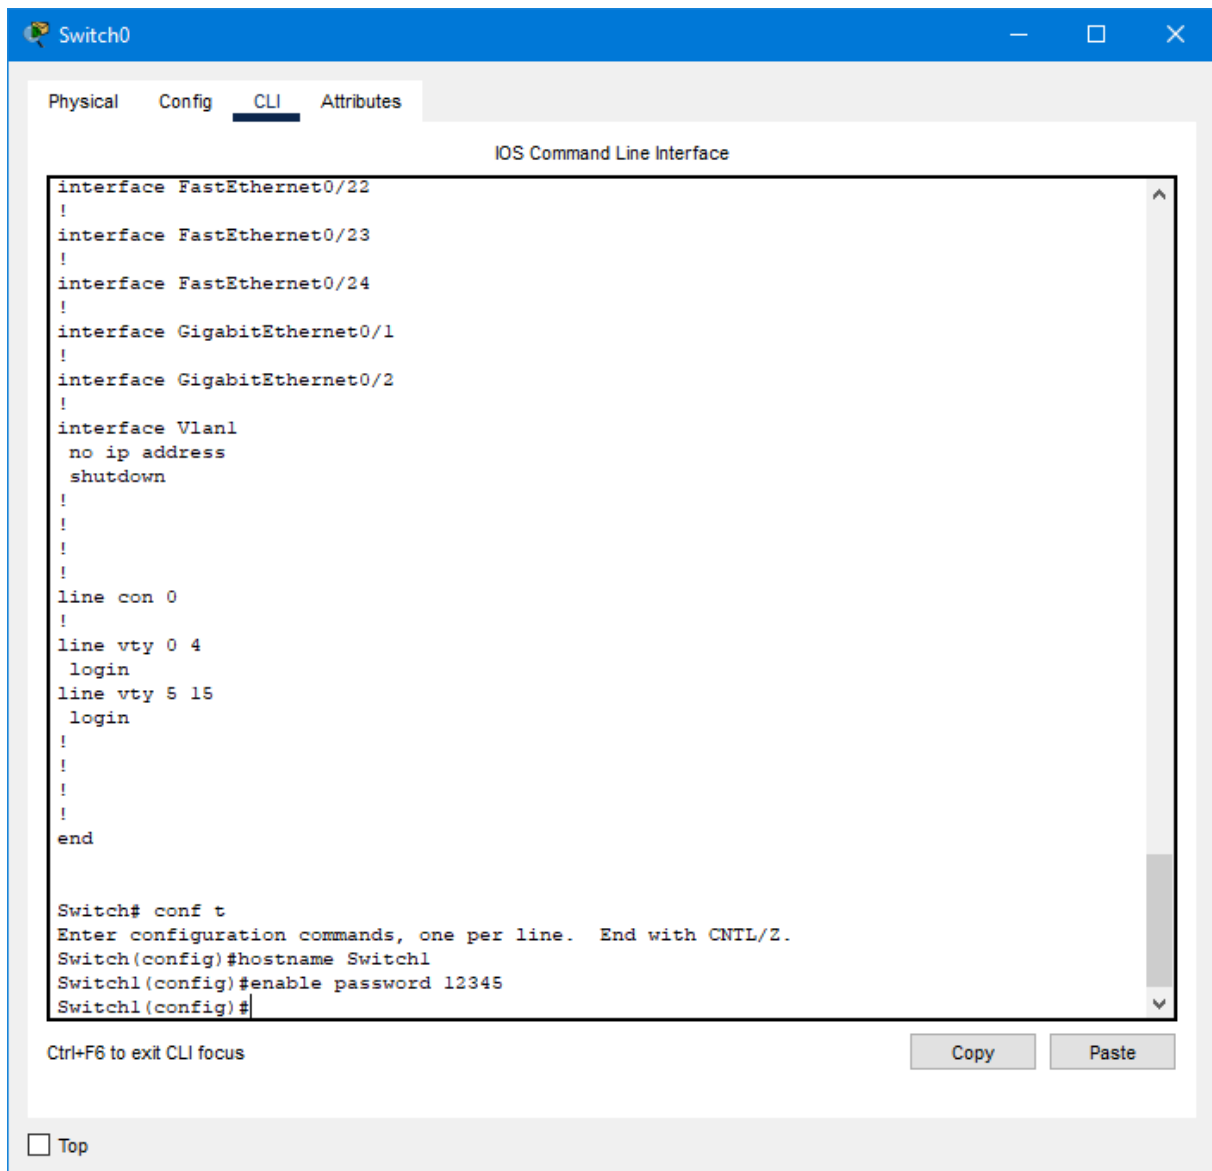 Switch0
Physical Config CLI Attributes
IOS Command Line Interface
interface FastEthernet0/22
!
interface FastEthernet0/23
!
interface FastEthernet0/24
!
interface GigabitEthernet0/1
!
interface GigabitEthernet0/2
!
interface Vlan1
 no ip address
 shutdown
!
!
!
!
line con 0
!
line vty 0 4
 login
line vty 5 15
 login
!
!
!
!
end
Switch# conf t
Enter configuration commands, one per line.  End with CNTL/Z.
Switch(config)#hostname Switch1
Switch1(config)#enable password 12345
Switch1(config)#
Ctrl+F6 to exit CLI focus
Copy Paste
Top